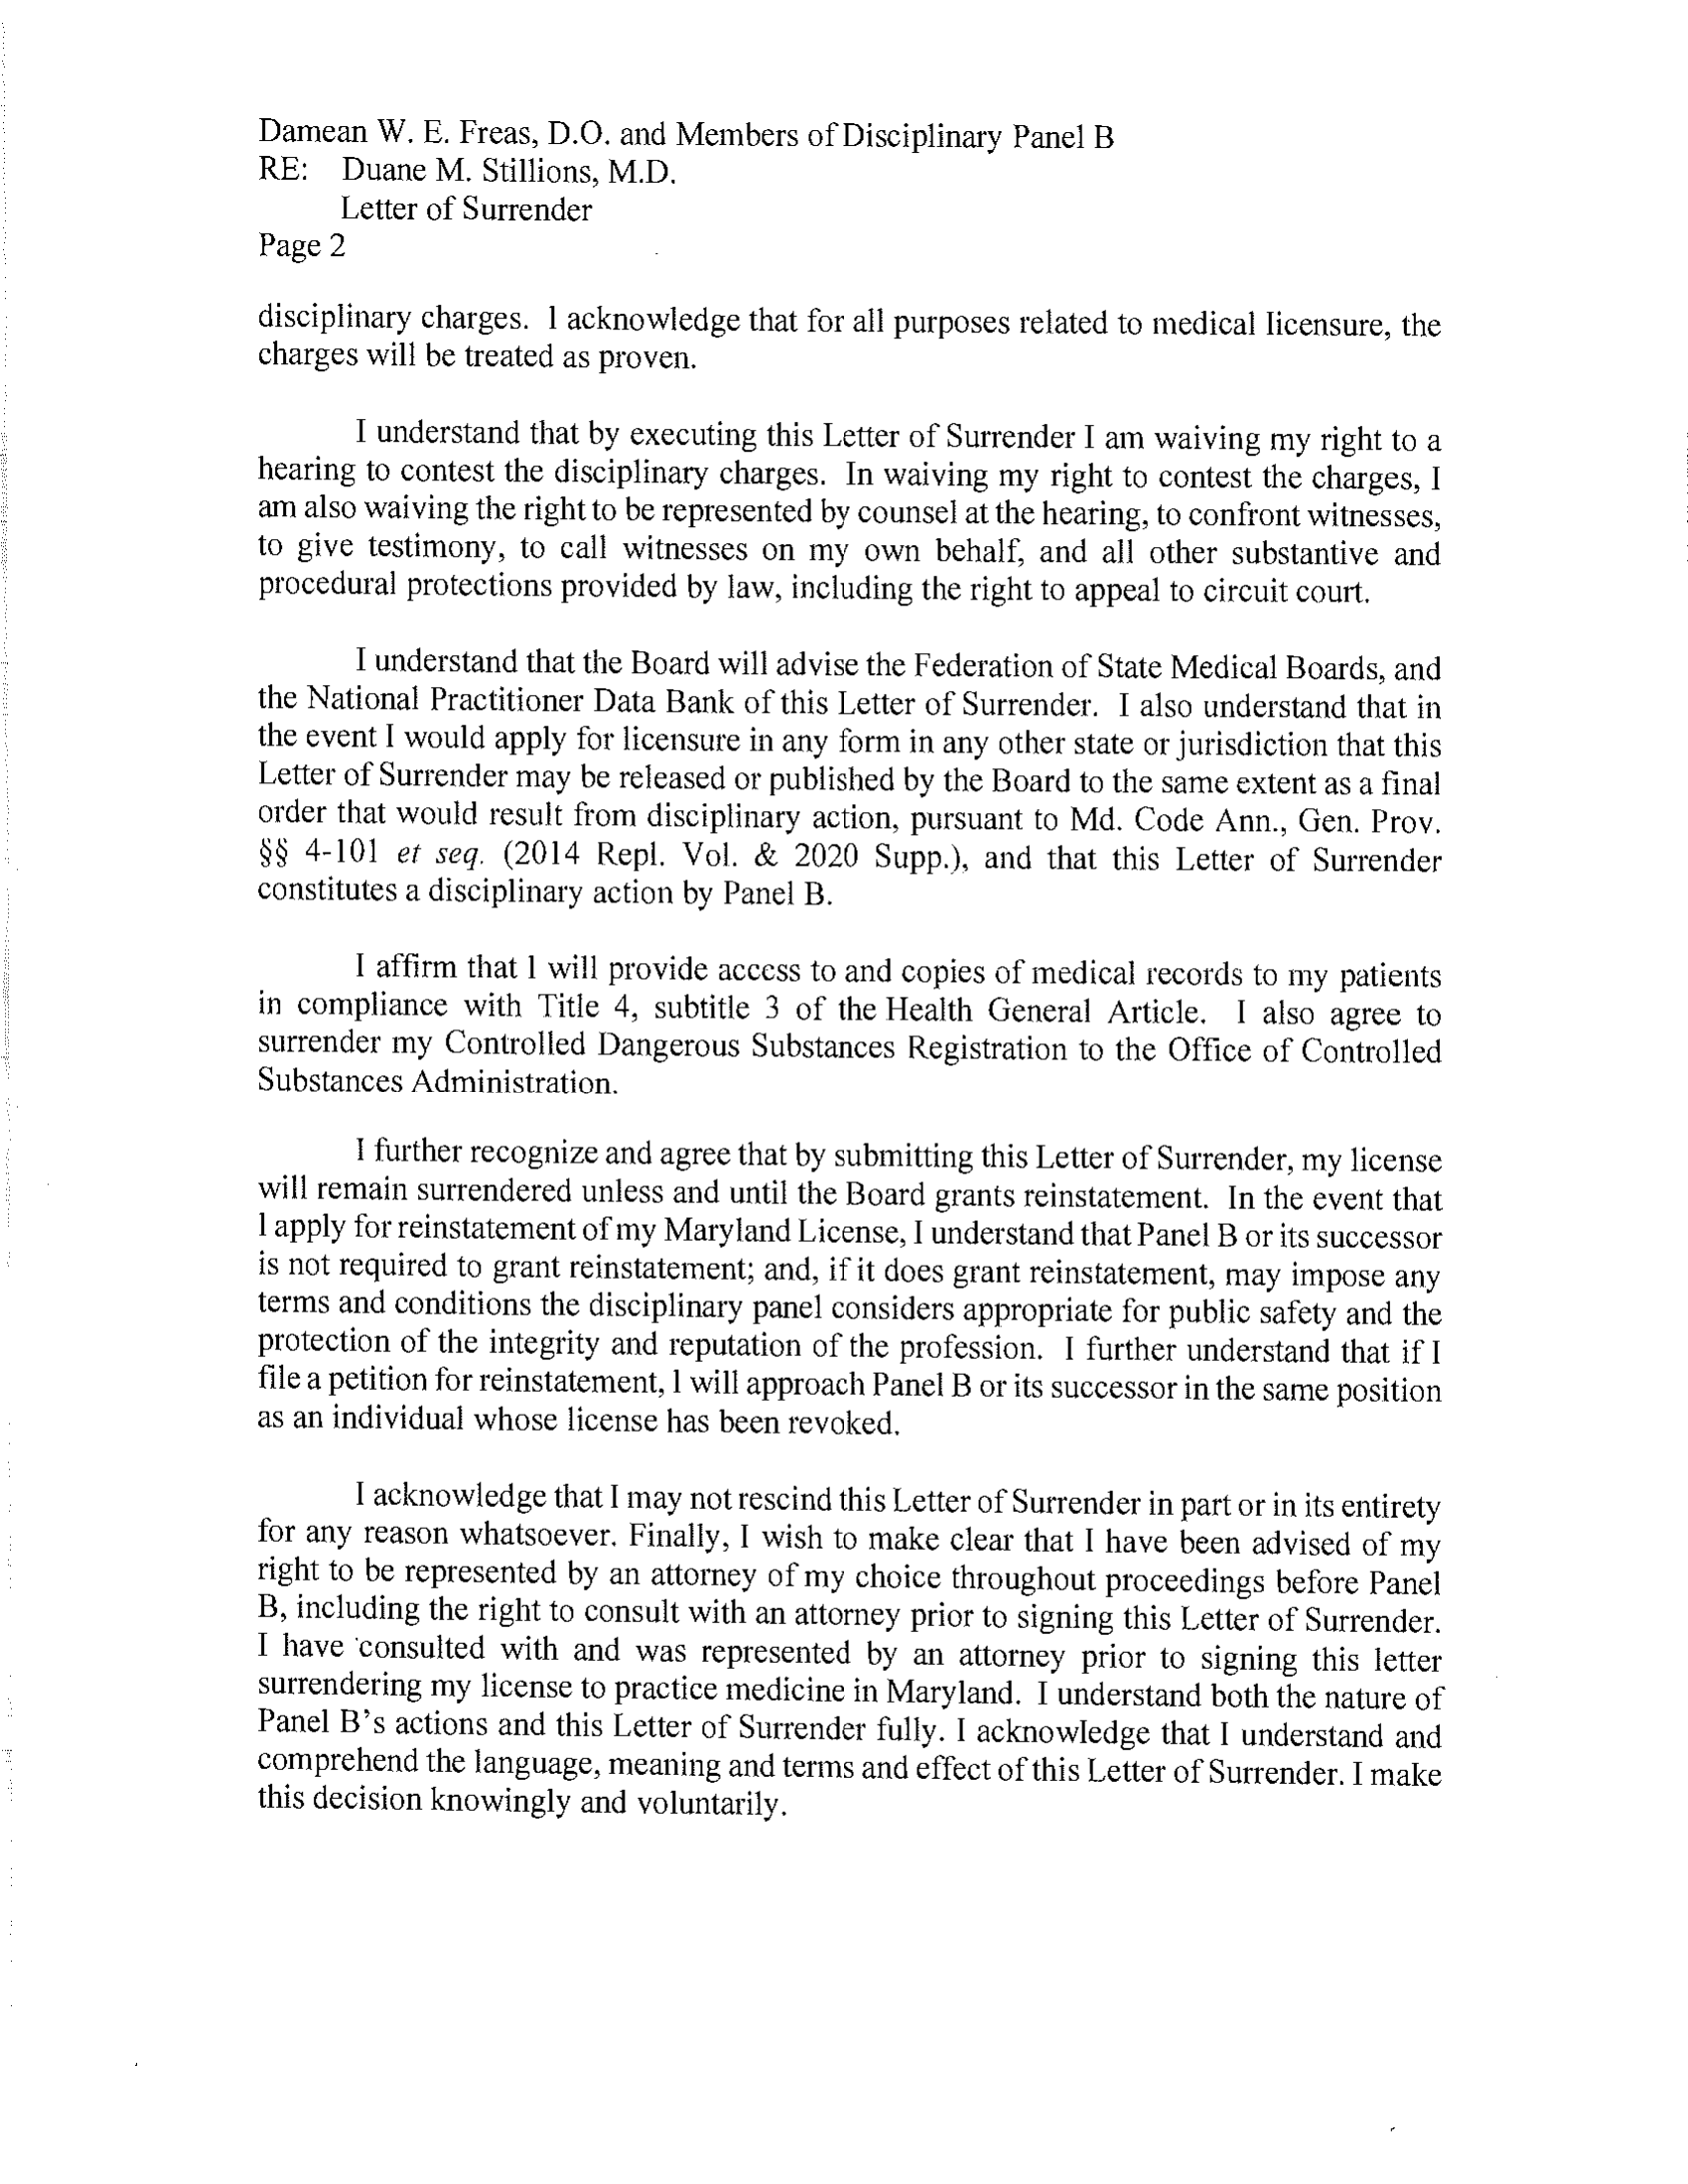 Damean W. E. Freas, D.O. and Members of Disciplinary Panel B
RE: Duane M. Stillions, M.D.
Letter of Surrender
Page 2
disciplinary charges. I acknowledge that for all purposes related to medical licensure, the
charges will be treated as proven.
I understand that by executing this Letter of Surrender I am waiving my right to a
hearing to contest the disciplinary charges. In waiving my right to contest the charges, I
am also waiving the right to be represented by counsel at the hearing, to confront witnesses,
to give testimony, to call witnesses on my own behalf, and all other substantive and
procedural protections provided by law, including the right to appeal to circuit court.
I understand that the Board will advise the Federation of State Medical Boards, and
the National Practitioner Data Bank of this Letter of Surrender. I also understand that in
the event I would apply for licensure in any form in any other state or jurisdiction that this
Letter of Surrender may be released or published by the Board to the same extent as a final
order that would result from disciplinary action, pursuant to Md. Code Ann., Gen. Prov.
§§ 4-101 et seq. (2014 Repl. Vol. & 2020 Supp.), and that this Letter of Surrender
constitutes a disciplinary action by Panel B.
I affirm that I will provide access to and copies of medical records to my patients
in compliance with Title 4, subtitle 3 of the Health General Article. I also agree to
surrender my Controlled Dangerous Substances Registration to the Office of Controlled
Substances Administration.
I further recognize and agree that by submitting this Letter of Surrender, my license
will remain surrendered unless and until the Board grants reinstatement. In the event that
I apply for reinstatement of my Maryland License, I understand that Panel B or its successor
is not required to grant reinstatement; and, if it does grant reinstatement, may impose any
terms and conditions the disciplinary panel considers appropriate for public safety and the
protection of the integrity and reputation of the profession. I further understand that if I
file a petition for reinstatement, I will approach Panel B or its successor in the same position
as an individual whose license has been revoked.
I acknowledge that I may not rescind this Letter of Surrender in part or in its entirety
for any reason whatsoever. Finally, I wish to make clear that I have been advised of my
right to be represented by an attorney of my choice throughout proceedings before Panel
B, including the right to consult with an attorney prior to signing this Letter of Surrender.
I have consulted with and was represented by an attorney prior to signing this letter
surrendering my license to practice medicine in Maryland. I understand both the nature of
Panel B's actions and this Letter of Surrender fully. I acknowledge that I understand and
comprehend the language, meaning and terms and effect of this Letter of Surrender. I make
this decision knowingly and voluntarily.